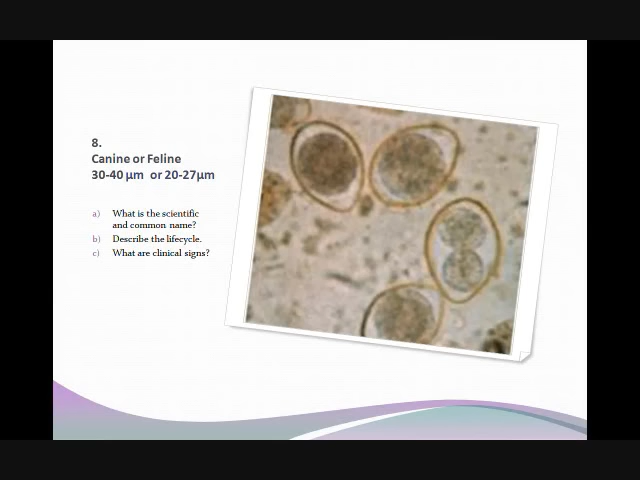 8.
Canine or Feline
30-40 µm or 20-27µm
a) What is the scientific
and common name?
b) Describe the lifecycle.
c) What are clinical signs?